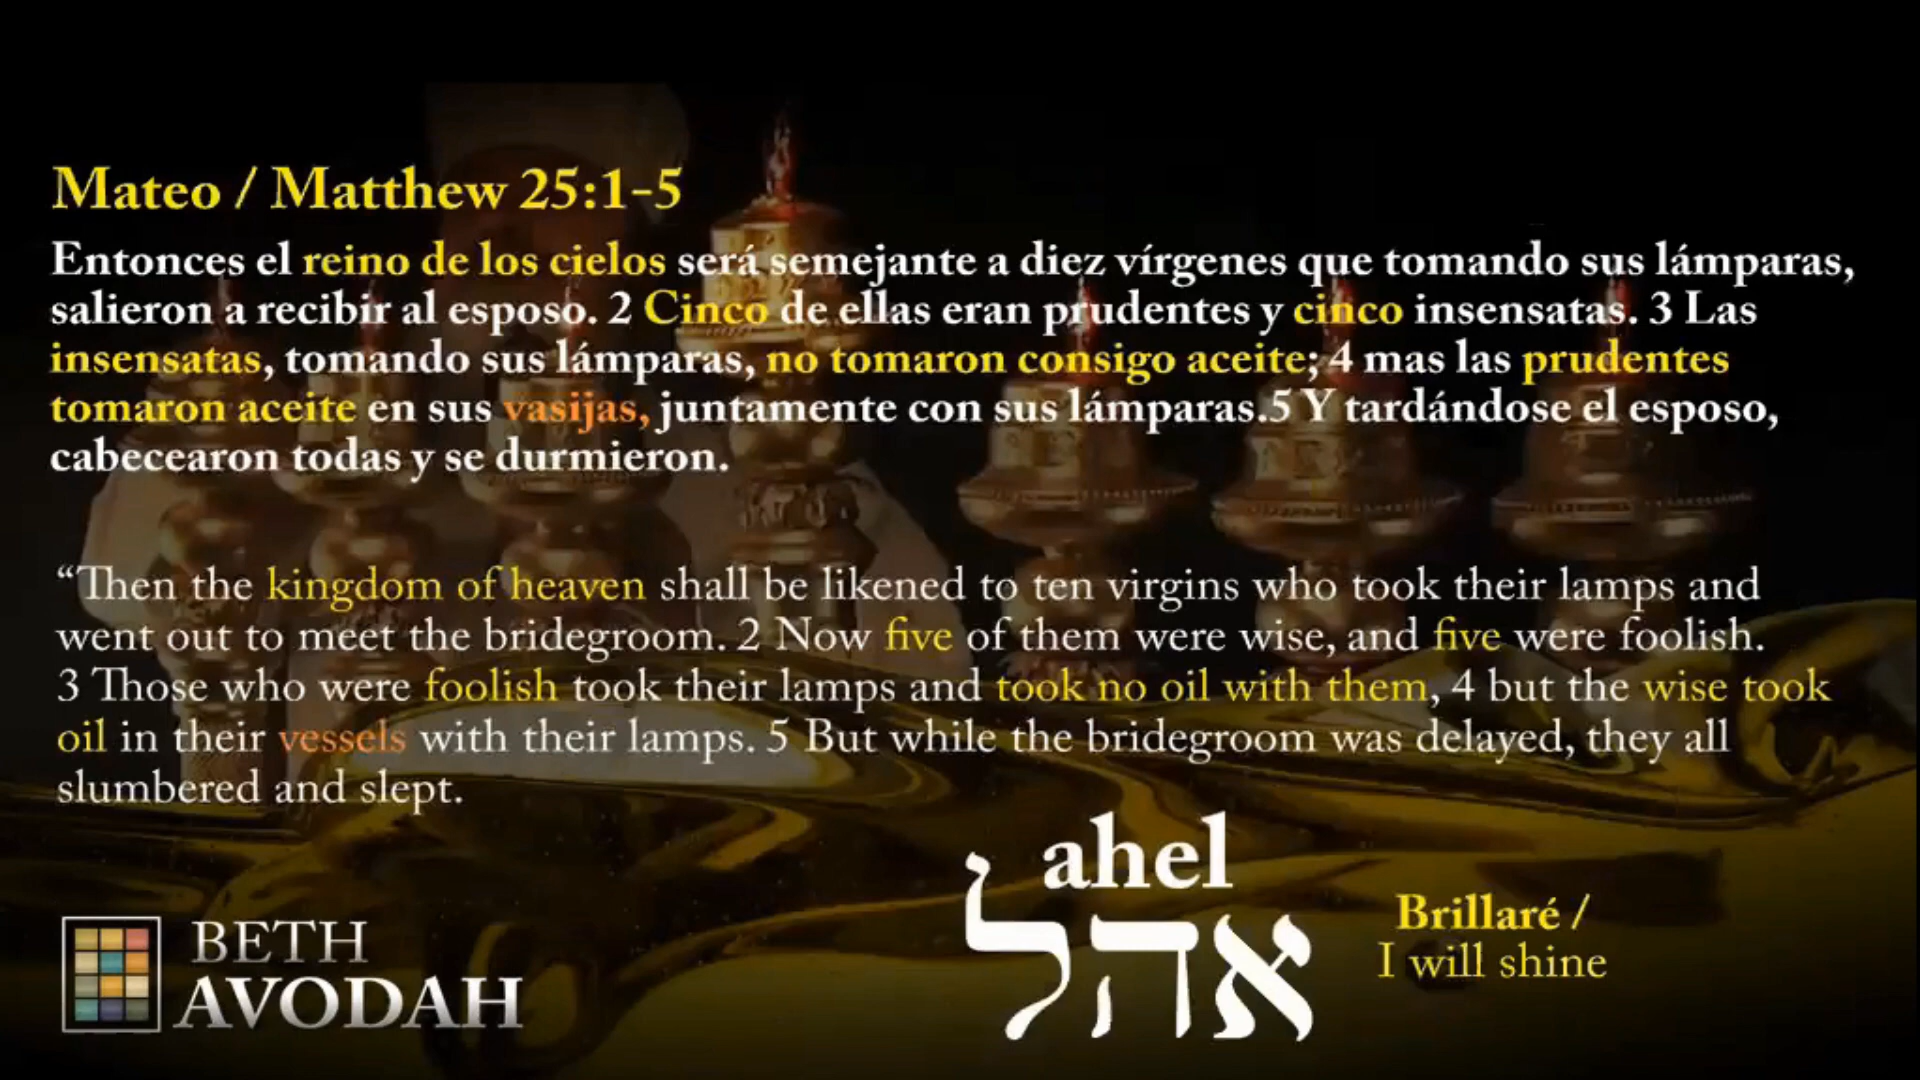 Mateo / Matthew 25:1-5
Entonces el reino de los cielos será semejante a diez vírgenes que tomando sus lámparas,
salieron a recibir al esposo. 2 Cinco de ellas eran prudentes y cinco insensatas. 3 Las
insensatas, tomando sus lámparas, no tomaron consigo aceite; 4 mas las prudentes
tomaron aceite en sus vasijas, juntamente con sus lámparas.5 Y tardándose el esposo,
cabecearon todas y se durmieron.
“Then the kingdom of heaven shall be likened to ten virgins who took their lamps and
went out to meet the bridegroom. 2 Now five of them were wise, and five were foolish.
3 Those who were foolish took their lamps and took no oil with them, 4 but the wise took
oil in their vessels with their lamps. 5 But while the bridegroom was delayed, they all
slumbered and slept.
ahel
אהל
Brillaré /
I will shine
BETH
AVODAH